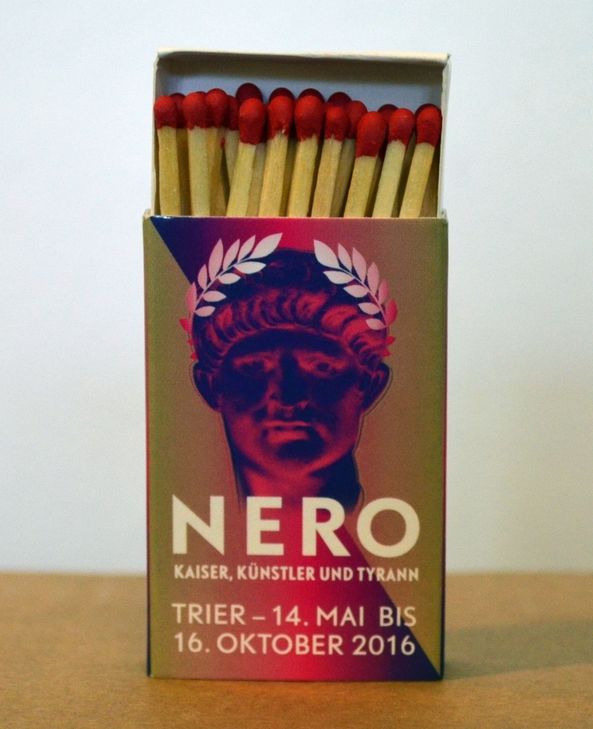 NERO
KAISER, KÜNSTLER UND TYRANN
TRIER – 14. MAI BIS
16. OKTOBER 2016